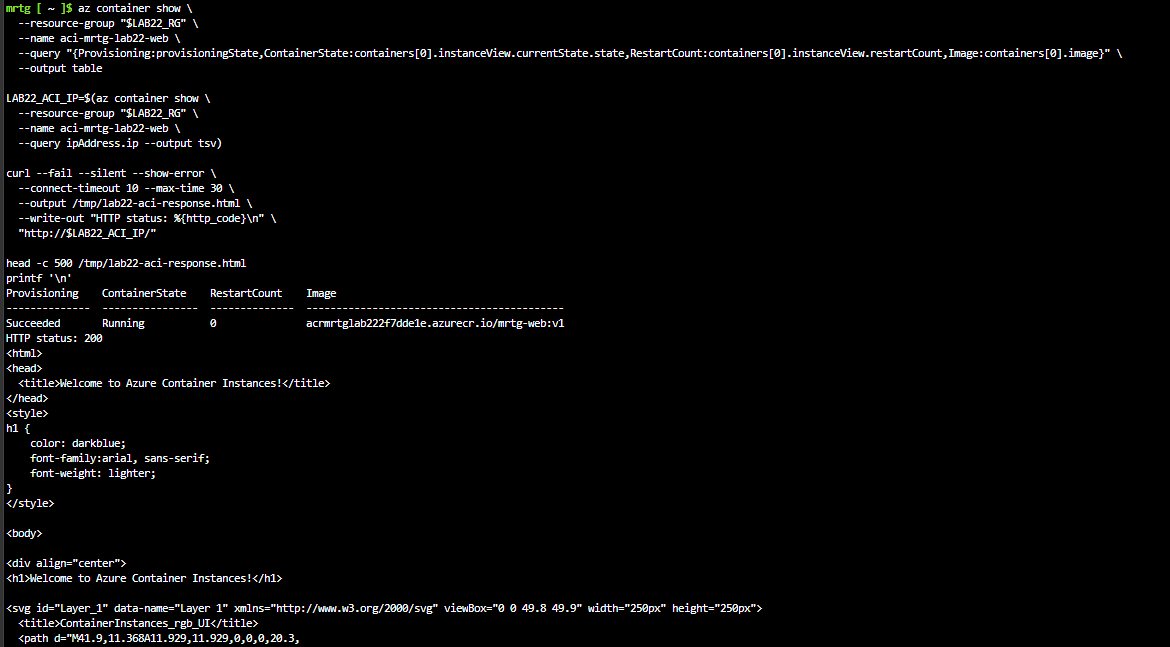 mrtg [ ~ ]$ az container show \
  --resource-group "$LAB22_RG" \
  --name aci-mrtg-lab22-web \
  --query "{Provisioning:provisioningState,ContainerState:containers[0].instanceView.currentState.state,RestartCount:containers[0].instanceView.restartCount,Image:containers[0].image}" \
  --output table

LAB22_ACI_IP=$(az container show \
  --resource-group "$LAB22_RG" \
  --name aci-mrtg-lab22-web \
  --query ipAddress.ip --output tsv)

curl --fail --silent --show-error \
  --connect-timeout 10 --max-time 30 \
  --output /tmp/lab22-aci-response.html \
  --write-out "HTTP status: %{http_code}\n" \
  "http://$LAB22_ACI_IP/"

head -c 500 /tmp/lab22-aci-response.html
printf '\n'
Provisioning    ContainerState    RestartCount    Image
--------------  ----------------  --------------  -------------------------------------------
Succeeded       Running           0               acrmrtglab222f7dde1e.azurecr.io/mrtg-web:v1
HTTP status: 200
<html>
<head>
  <title>Welcome to Azure Container Instances!</title>
</head>
<style>
h1 {
    color: darkblue;
    font-family:arial, sans-serif;
    font-weight: lighter;
}
</style>

<body>

<div align="center">
<h1>Welcome to Azure Container Instances!</h1>

<svg id="Layer_1" data-name="Layer 1" xmlns="http://www.w3.org/2000/svg" viewBox="0 0 49.8 49.9" width="250px" height="250px">
  <title>ContainerInstances_rgb_UI</title>
  <path d="M41.9,11.368A11.929,11.929,0,0,0,20.3,